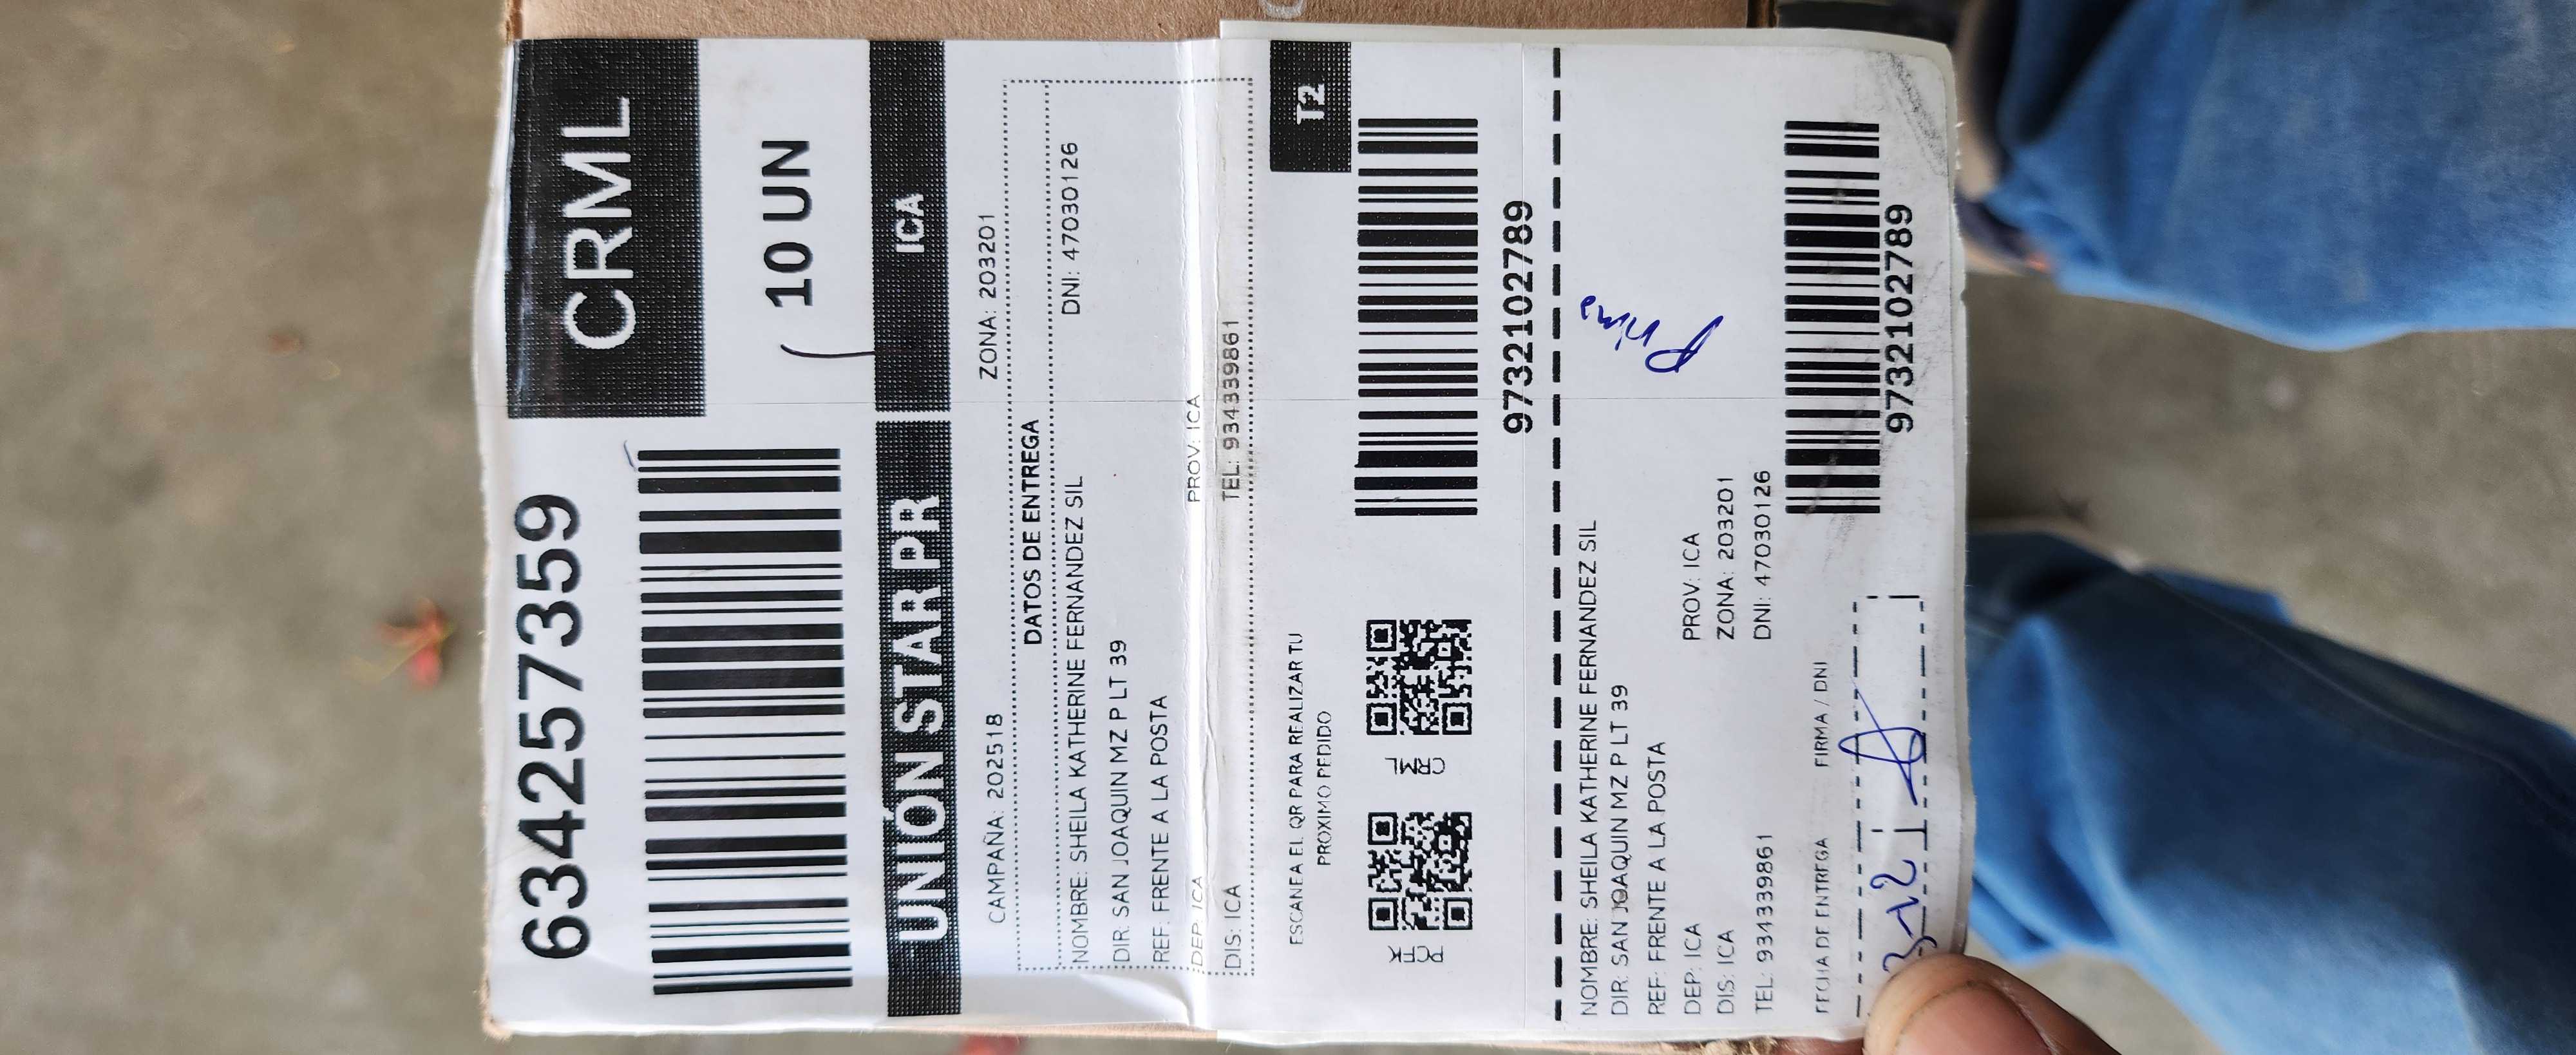 634257359
CRML
10 UN
UNIÓN STAR PR
ICA
CAMPAÑA: 202518
ZONA: 203201
DATOS DE ENTREGA
NOMBRE: SHEILA KATHERINE FERNANDEZ SIL
DNI: 47030126
DIR: SAN JOAQUIN MZ P LT 39
REF: FRENTE A LA POSTA
DEP: ICA
PROV: ICA
DIS: ICA
TEL: 934339861
T2
ESCANEA EL QR PARA REALIZAR TU
PROXIMO PEDIDO
PCFK
CRML
9732102789
NOMBRE: SHEILA KATHERINE FERNANDEZ SIL
DIR: SAN JOAQUIN MZ P LT 39
REF: FRENTE A LA POSTA
DEP: ICA
PROV: ICA
DIS: ICA
ZONA: 203201
TEL: 934339861
DNI: 47030126
Prima
FECHA DE ENTREGA
FIRMA / DNI
3-12
9732102789